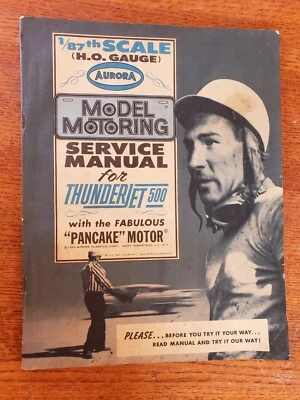 1/87th SCALE
(H.O. GAUGE)
AURORA
MODEL
MOTORING
SERVICE
MANUAL
for
THUNDERJET 500
with the FABULOUS
"PANCAKE" MOTOR
PLEASE... BEFORE YOU TRY IT YOUR WAY...
READ MANUAL AND TRY IT OUR WAY!